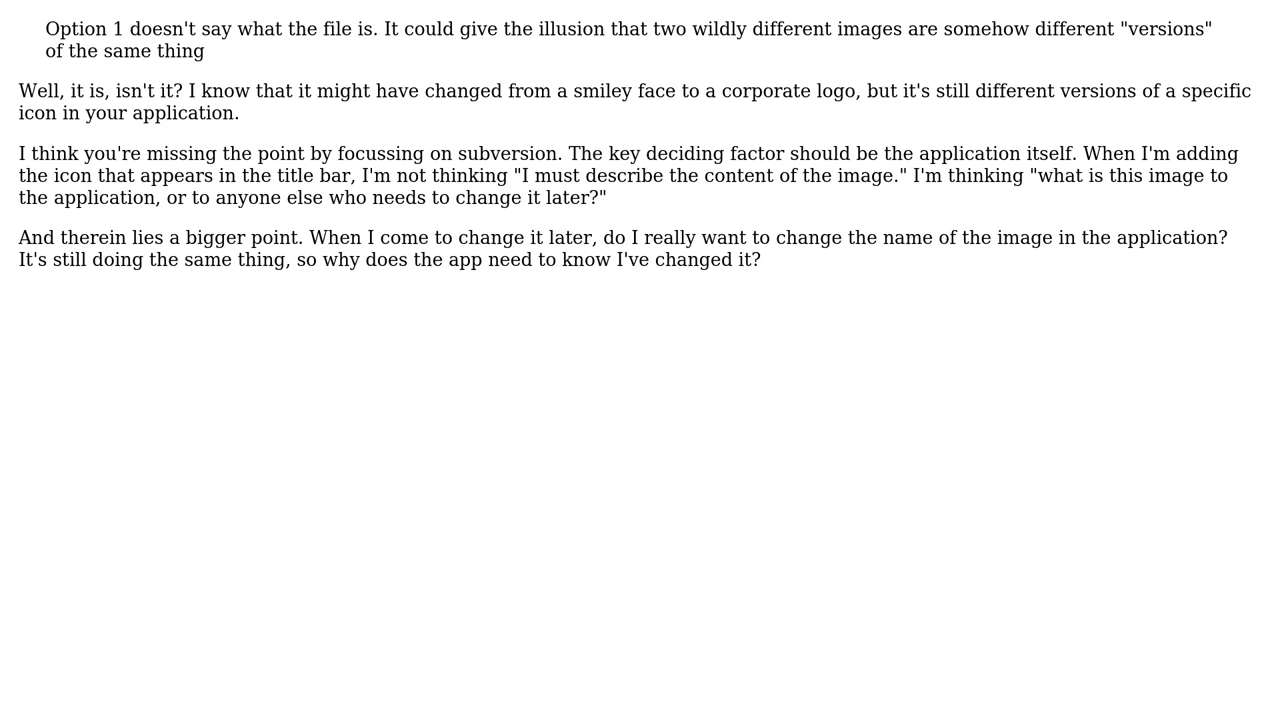 Option 1 doesn't say what the file is. It could give the illusion that two wildly different images are somehow different "versions"
of the same thing
Well, it is, isn't it? I know that it might have changed from a smiley face to a corporate logo, but it's still different versions of a specific
icon in your application.
I think you're missing the point by focussing on subversion. The key deciding factor should be the application itself. When I'm adding
the icon that appears in the title bar, I'm not thinking "I must describe the content of the image." I'm thinking "what is this image to
the application, or to anyone else who needs to change it later?"
And therein lies a bigger point. When I come to change it later, do I really want to change the name of the image in the application?
It's still doing the same thing, so why does the app need to know I've changed it?